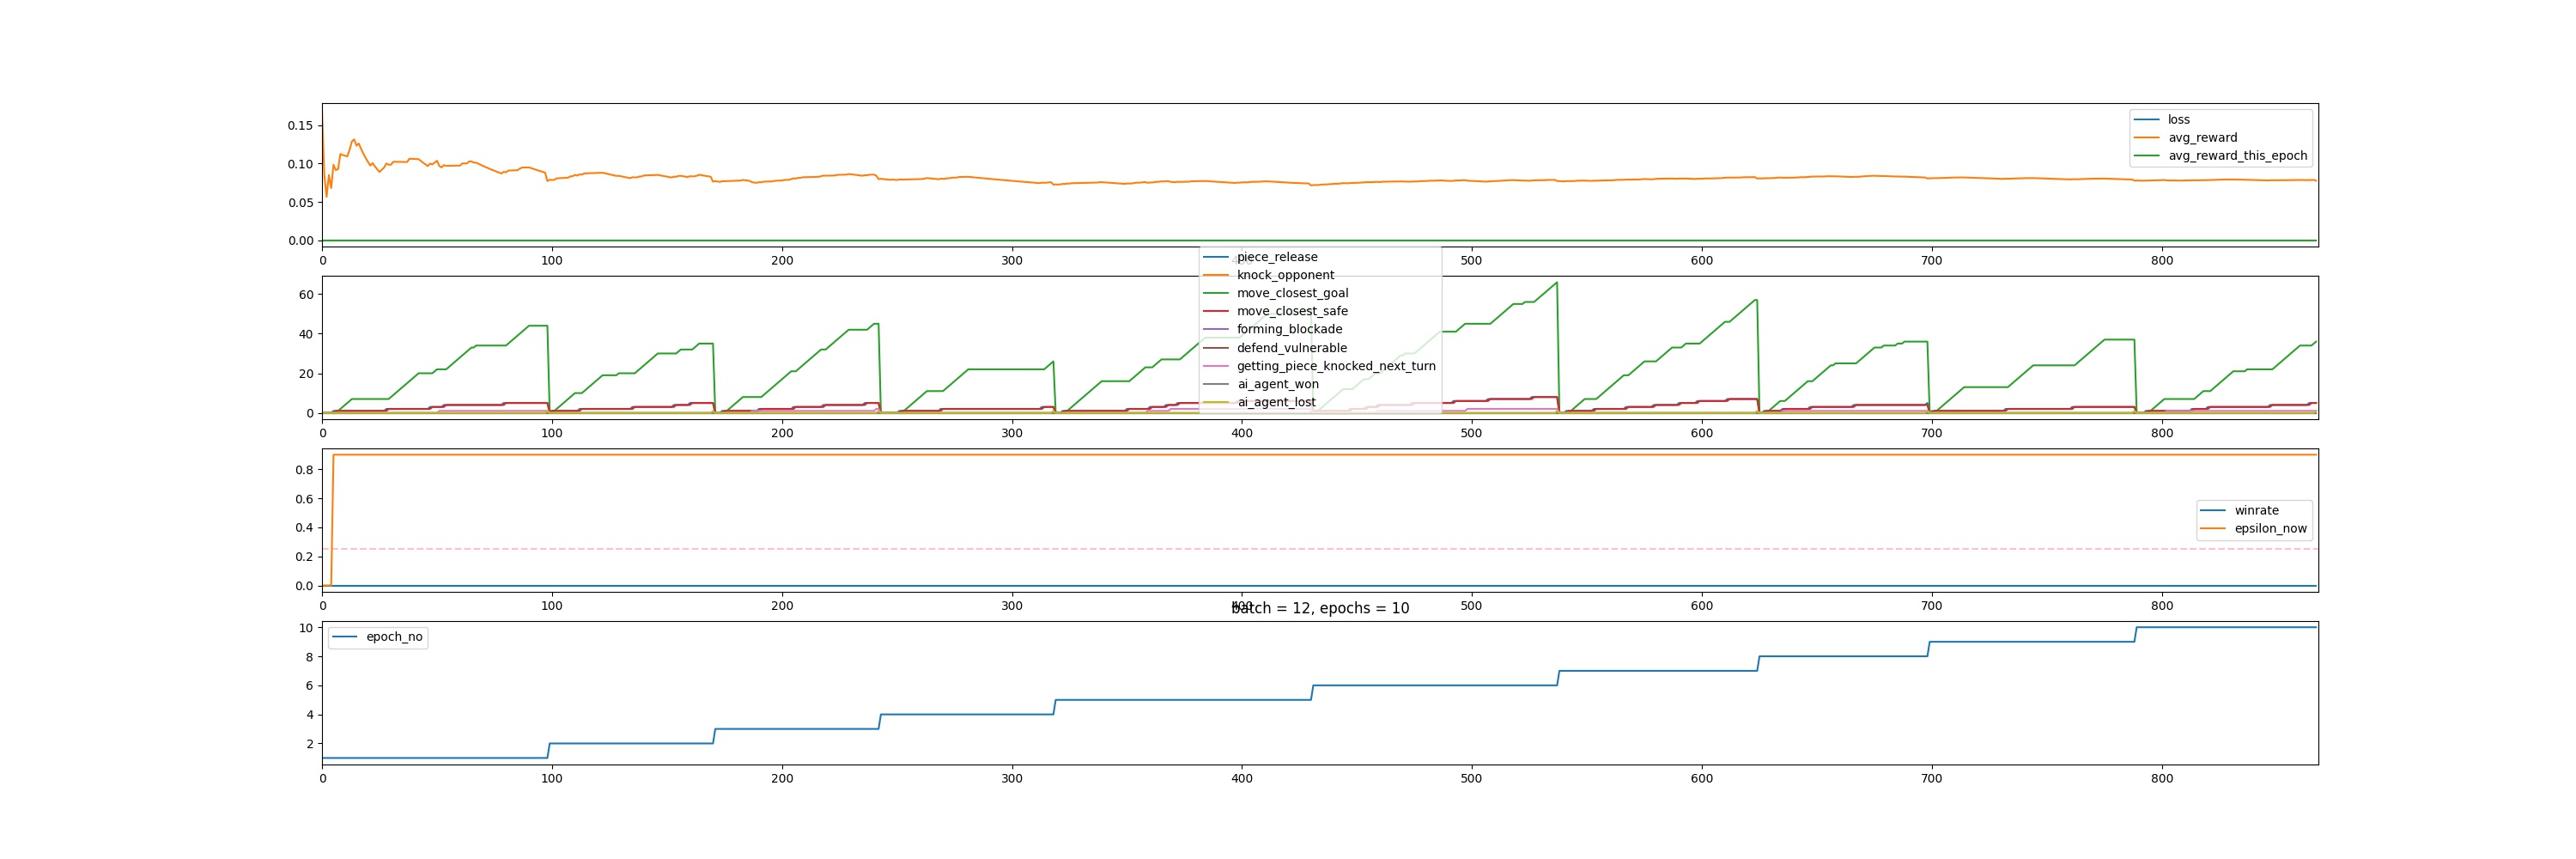 0.15
0.10
0.05
0.00
loss
avg_reward
avg_reward_this_epoch
0 100 200 300 400 500 600 700 800
60
40
20
0
piece_release
knock_opponent
move_closest_goal
move_closest_safe
forming_blockade
defend_vulnerable
getting_piece_knocked_next_turn
ai_agent_won
ai_agent_lost
0 100 200 300 400 500 600 700 800
0.8
0.6
0.4
0.2
0.0
winrate
epsilon_now
0 100 200 300 400 500 600 700 800
batch = 12, epochs = 10
10
8
6
4
2
epoch_no
0 100 200 300 400 500 600 700 800